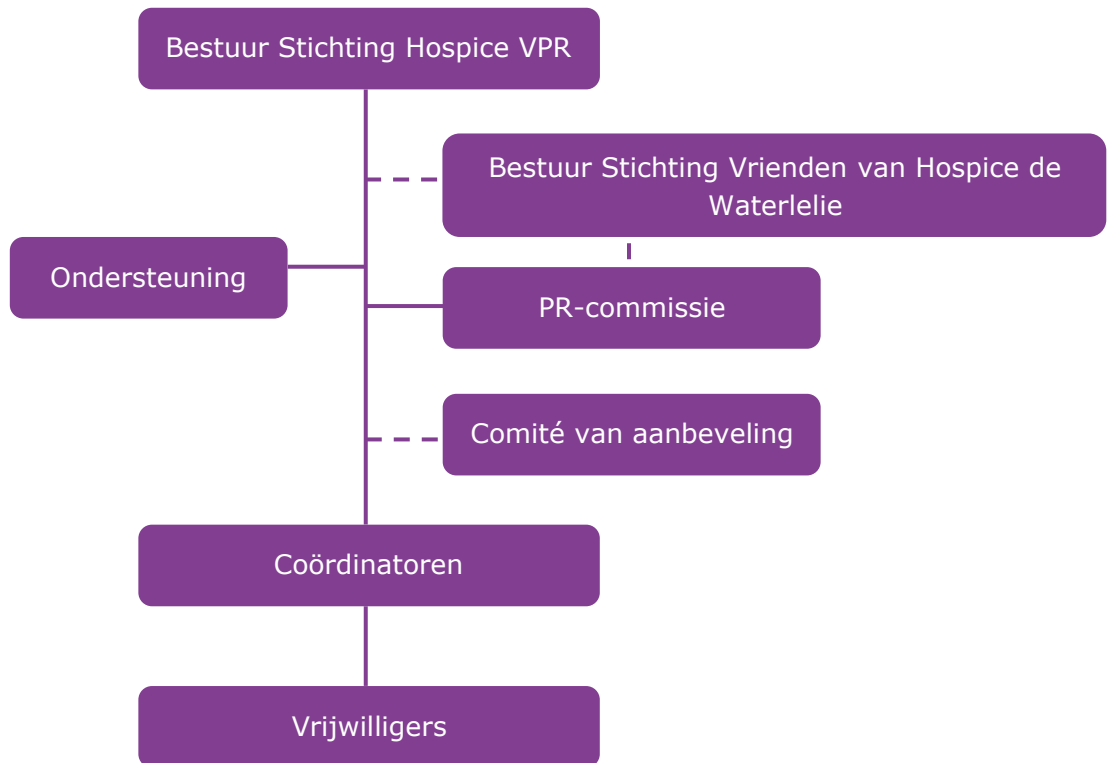 Bestuur Stichting Hospice VPR
Bestuur Stichting Vrienden van Hospice de
Waterlelie
Ondersteuning
PR-commissie
Comité van aanbeveling
Coördinatoren
Vrijwilligers